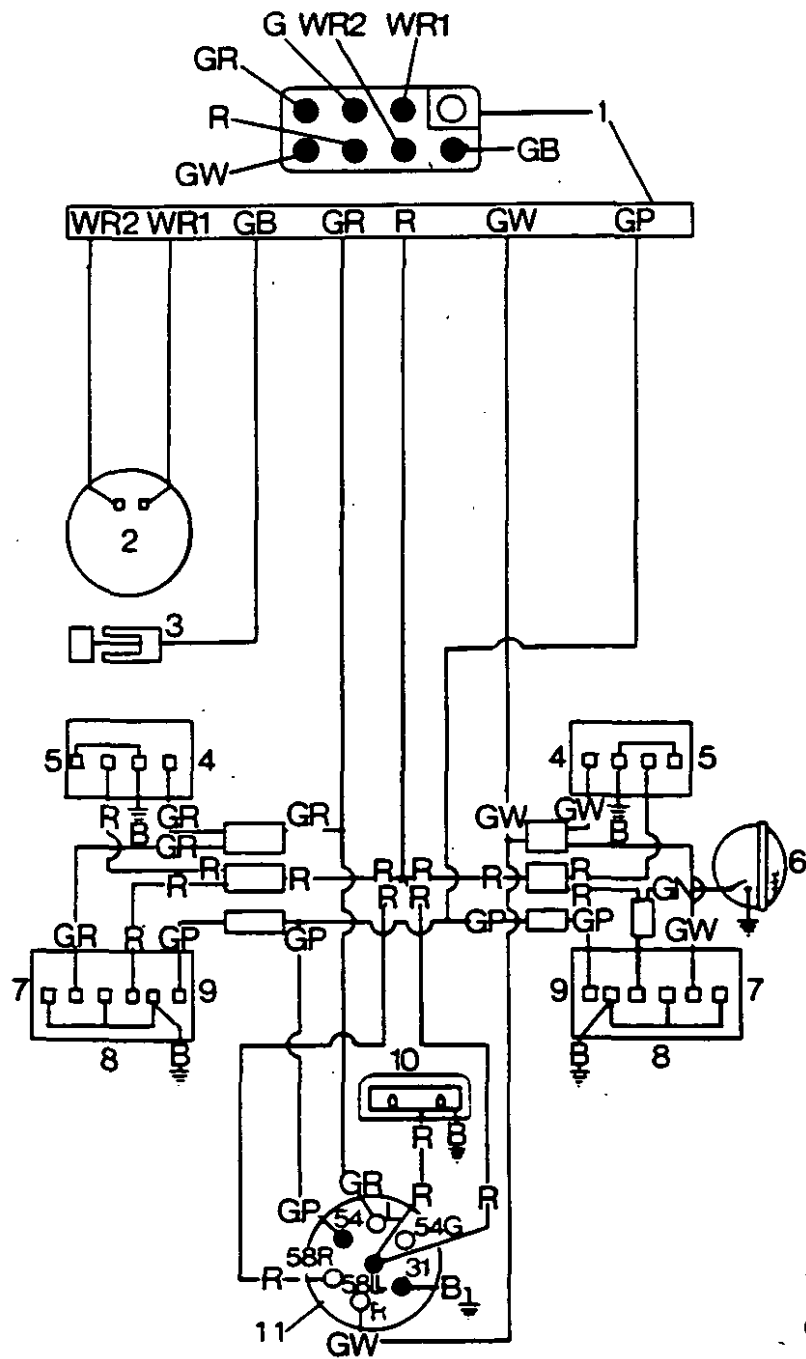 G WR2 WR1
GR
1
R
GB
GW
WR2 WR1 GB GR R GW GP
2
3
5 4
4 5
R GR GR
B
GR
GW GW
B
R R
R R R R
R
R R
R G 6
GP
GP GP
GR R GP
GW
7 9
9 7
8 B
B 8
10
R B
GR R R
GP 54 L 54G
58R
31
R 58L B
R
11
GW